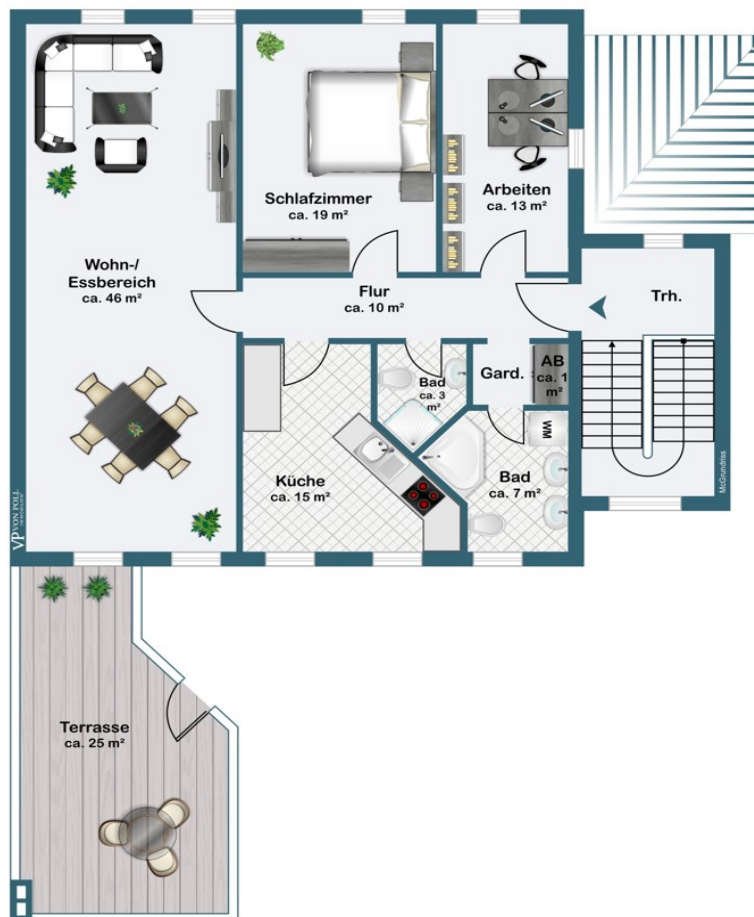 Schlafzimmer
ca. 19 m²
Arbeiten
ca. 13 m²
Wohn-/
Essbereich
ca. 46 m²
Flur
ca. 10 m²
Trh.
Bad
ca. 3
m²
Gard.
AB
ca. 1
m²
WM
Küche
ca. 15 m²
Bad
ca. 7 m²
McGrundriss
VP VON POLL
IMMOBILIEN
Terrasse
ca. 25 m²